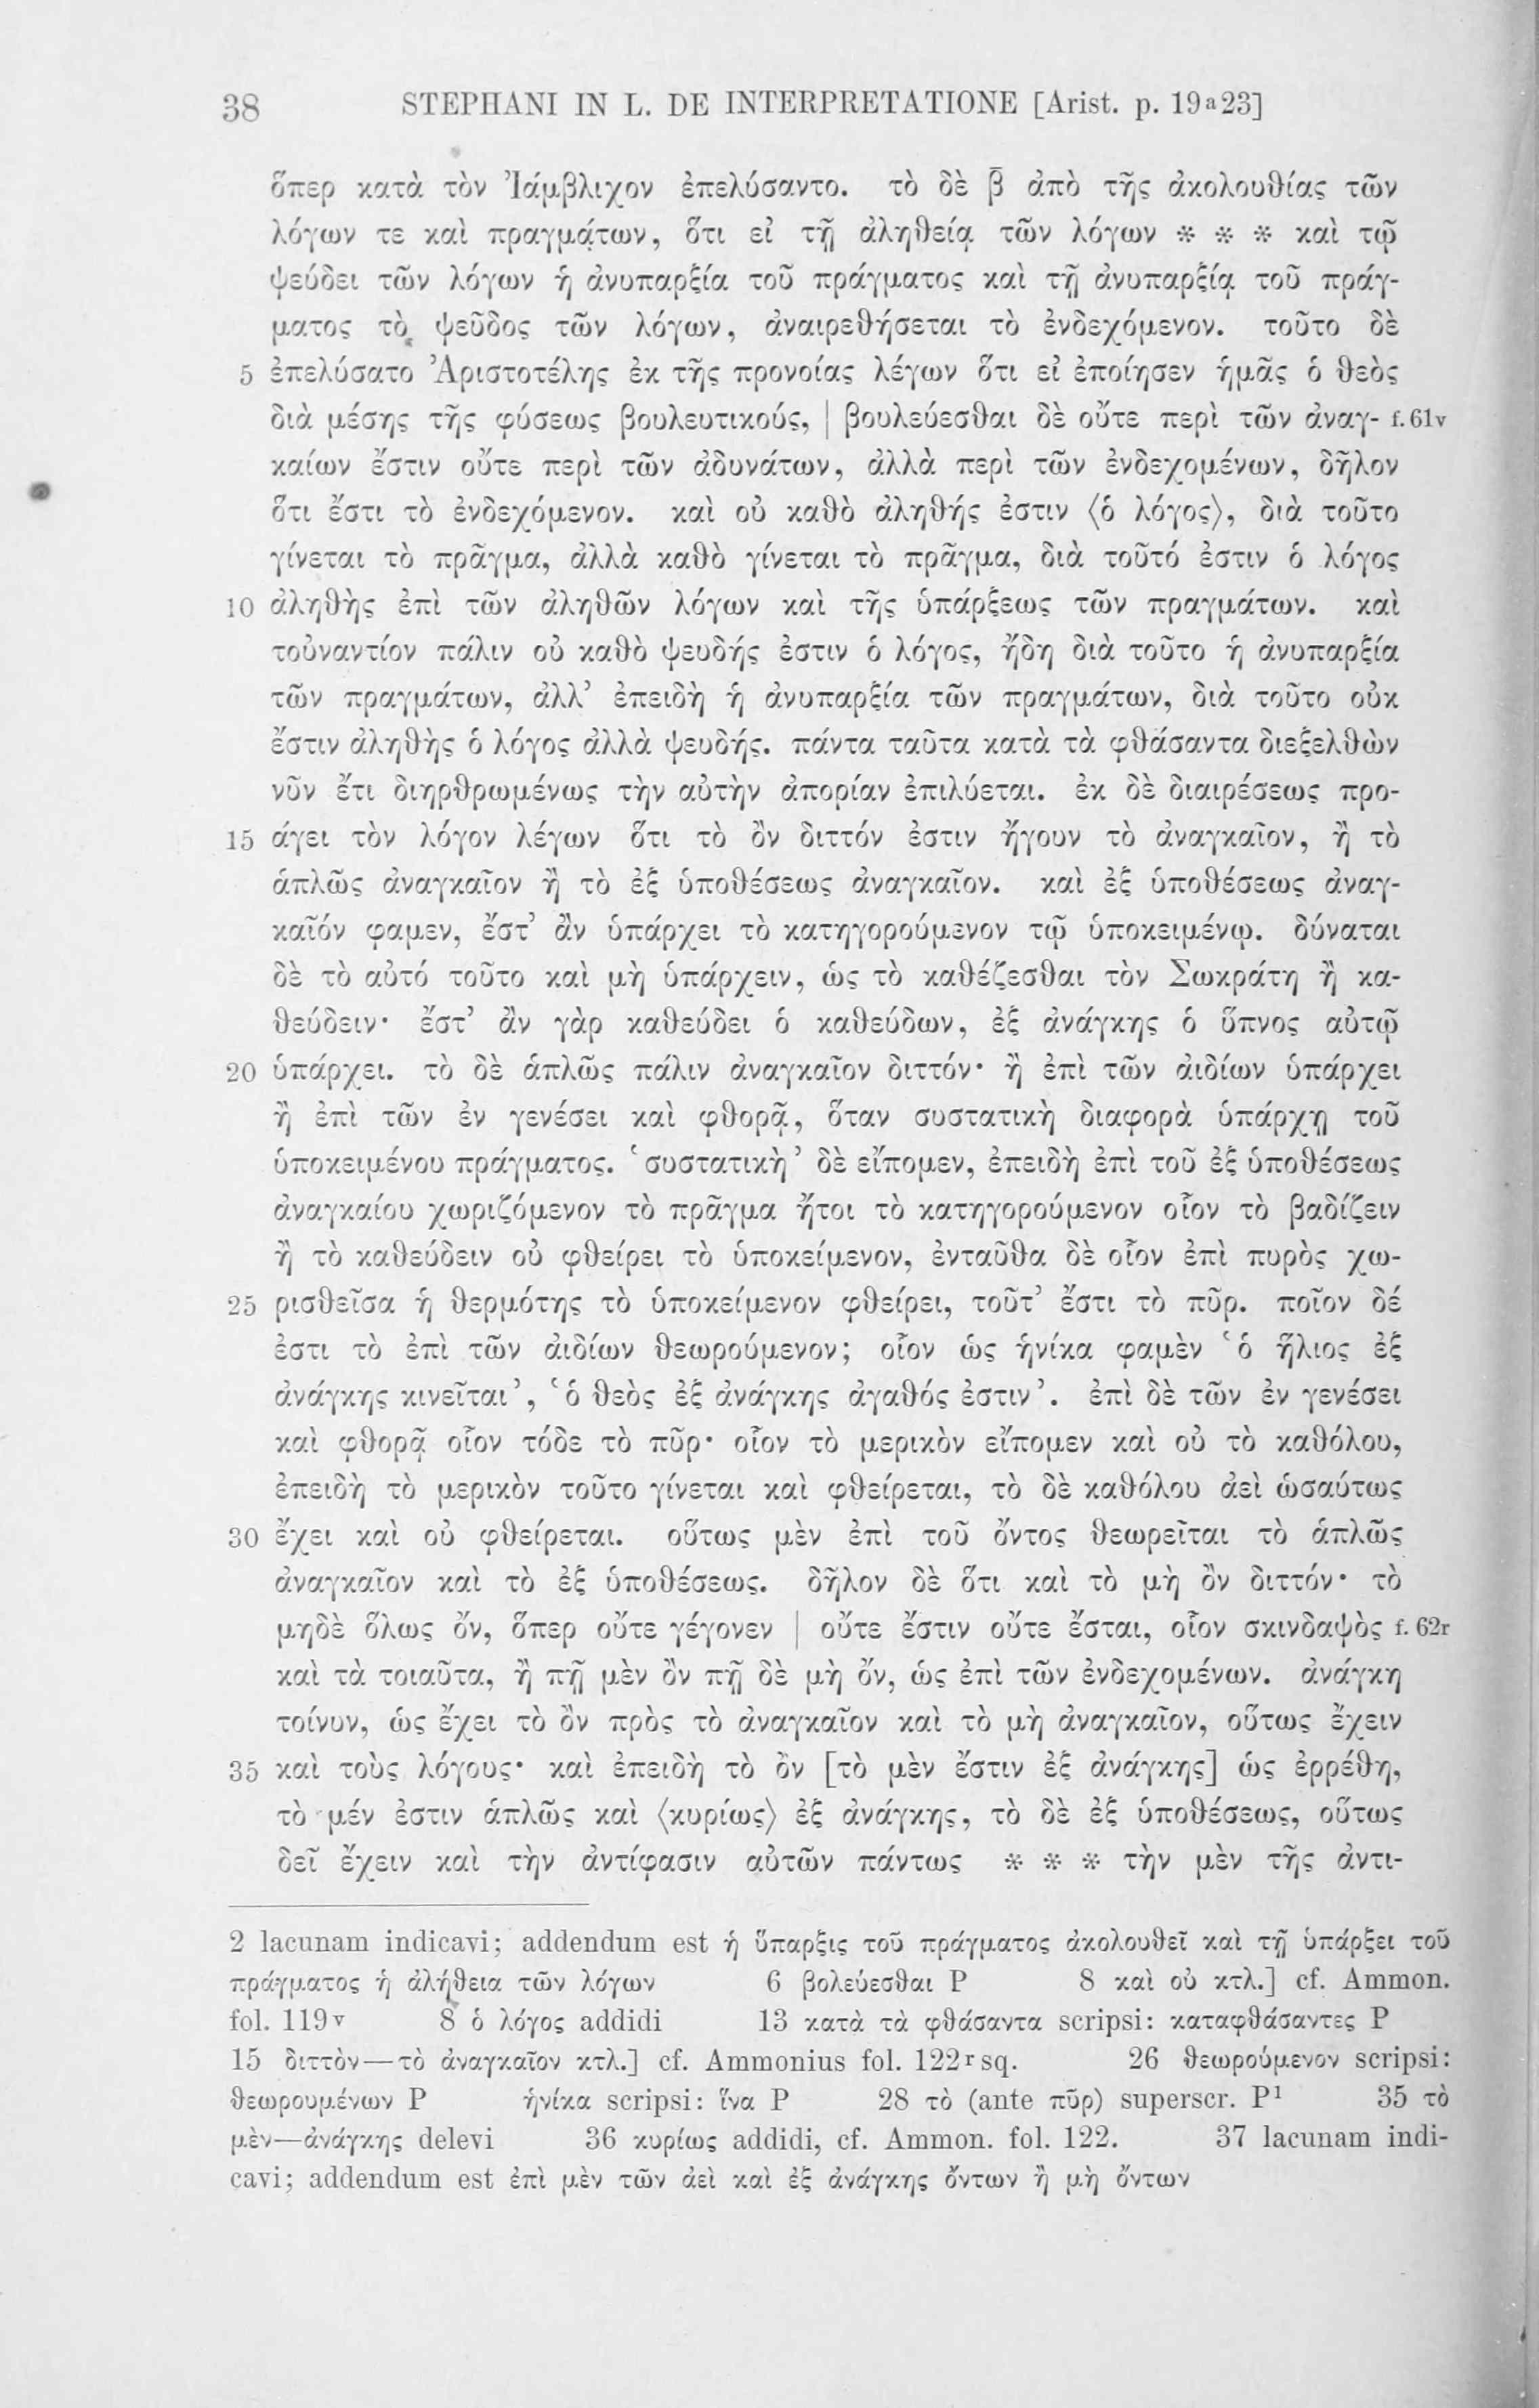 38 STEPHANI IN L. DE INTERPRETATIONE [Arist. p. 19a23]
ὅπερ κατὰ τὸν Ἰάμβλιχον ἐπελύσαντο. τὸ δὲ β̄ ἀπὸ τῆς ἀκολουθίας τῶν
λόγων τε καὶ πραγμάτων, ὅτι εἰ τῇ ἀληθείᾳ τῶν λόγων * * * καὶ τῷ
ψεύδει τῶν λόγων ἡ ἀνυπαρξία τοῦ πράγματος καὶ τῇ ἀνυπαρξίᾳ τοῦ πράγ-
ματος τὸ ψεῦδος τῶν λόγων, ἀναιρεθήσεται τὸ ἐνδεχόμενον. τοῦτο δὲ
5 ἐπελύσατο Ἀριστοτέλης ἐκ τῆς προνοίας λέγων ὅτι εἰ ἐποίησεν ἡμᾶς ὁ θεὸς
διὰ μέσης τῆς φύσεως βουλευτικούς, | βουλεύεσθαι δὲ οὔτε περὶ τῶν ἀναγ- f. 61v
καίων ἔστιν οὔτε περὶ τῶν ἀδυνάτων, ἀλλὰ περὶ τῶν ἐνδεχομένων, δῆλον
ὅτι ἔστι τὸ ἐνδεχόμενον. καὶ οὐ καθὸ ἀληθής ἐστιν ⟨ὁ λόγος⟩, διὰ τοῦτο
γίνεται τὸ πρᾶγμα, ἀλλὰ καθὸ γίνεται τὸ πρᾶγμα, διὰ τοῦτό ἐστιν ὁ λόγος
10 ἀληθὴς ἐπὶ τῶν ἀληθῶν λόγων καὶ τῆς ὑπάρξεως τῶν πραγμάτων. καὶ
τοὐναντίον πάλιν οὐ καθὸ ψευδής ἐστιν ὁ λόγος, ἤδη διὰ τοῦτο ἡ ἀνυπαρξία
τῶν πραγμάτων, ἀλλ’ ἐπειδὴ ἡ ἀνυπαρξία τῶν πραγμάτων, διὰ τοῦτο οὐκ
ἔστιν ἀληθὴς ὁ λόγος ἀλλὰ ψευδής. πάντα ταῦτα κατὰ τὰ φθάσαντα διεξελθὼν
νῦν ἔτι διηρθρωμένως τὴν αὐτὴν ἀπορίαν ἐπιλύεται. ἐκ δὲ διαιρέσεως προ-
15 άγει τὸν λόγον λέγων ὅτι τὸ ὂν διττόν ἐστιν ἤγουν τὸ ἀναγκαῖον, ἢ τὸ
ἁπλῶς ἀναγκαῖον ἢ τὸ ἐξ ὑποθέσεως ἀναγκαῖον. καὶ ἐξ ὑποθέσεως ἀναγ-
καῖόν φαμεν, ἔστ’ ἂν ὑπάρχει τὸ κατηγορούμενον τῷ ὑποκειμένῳ. δύναται
δὲ τὸ αὐτό τοῦτο καὶ μὴ ὑπάρχειν, ὡς τὸ καθέζεσθαι τὸν Σωκράτη ἢ κα-
θεύδειν· ἔστ’ ἂν γὰρ καθεύδει ὁ καθεύδων, ἐξ ἀνάγκης ὁ ὕπνος αὐτῷ
20 ὑπάρχει. τὸ δὲ ἁπλῶς πάλιν ἀναγκαῖον διττόν· ἢ ἐπὶ τῶν ἀιδίων ὑπάρχει
ἢ ἐπὶ τῶν ἐν γενέσει καὶ φθορᾷ, ὅταν συστατικὴ διαφορὰ ὑπάρχῃ τοῦ
ὑποκειμένου πράγματος. ‘συστατικὴ’ δὲ εἴπομεν, ἐπειδὴ ἐπὶ τοῦ ἐξ ὑποθέσεως
ἀναγκαίου χωριζόμενον τὸ πρᾶγμα ἤτοι τὸ κατηγορούμενον οἷον τὸ βαδίζειν
ἢ τὸ καθεύδειν οὐ φθείρει τὸ ὑποκείμενον, ἐνταῦθα δὲ οἷον ἐπὶ πυρὸς χω-
25 ρισθεῖσα ἡ θερμότης τὸ ὑποκείμενον φθείρει, τοῦτ’ ἔστι τὸ πῦρ. ποῖον δέ
ἐστι τὸ ἐπὶ τῶν ἀιδίων θεωρούμενον; οἷον ὡς ἡνίκα φαμὲν ‘ὁ ἥλιος ἐξ
ἀνάγκης κινεῖται’, ‘ὁ θεὸς ἐξ ἀνάγκης ἀγαθός ἐστιν’. ἐπὶ δὲ τῶν ἐν γενέσει
καὶ φθορᾷ οἷον τόδε τὸ πῦρ· οἷον τὸ μερικὸν εἴπομεν καὶ οὐ τὸ καθόλου,
ἐπειδὴ τὸ μερικὸν τοῦτο γίνεται καὶ φθείρεται, τὸ δὲ καθόλου ἀεὶ ὡσαύτως
30 ἔχει καὶ οὐ φθείρεται. οὕτως μὲν ἐπὶ τοῦ ὄντος θεωρεῖται τὸ ἁπλῶς
ἀναγκαῖον καὶ τὸ ἐξ ὑποθέσεως. δῆλον δὲ ὅτι καὶ τὸ μὴ ὂν διττόν· τὸ
μηδὲ ὅλως ὄν, ὅπερ οὔτε γέγονεν | οὔτε ἔστιν οὔτε ἔσται, οἷον σκινδαψὸς f. 62r
καὶ τὰ τοιαῦτα, ἢ πῇ μὲν ὂν πῇ δὲ μὴ ὄν, ὡς ἐπὶ τῶν ἐνδεχομένων. ἀνάγκη
τοίνυν, ὡς ἔχει τὸ ὂν πρὸς τὸ ἀναγκαῖον καὶ τὸ μὴ ἀναγκαῖον, οὕτως ἔχειν
35 καὶ τοὺς λόγους· καὶ ἐπειδὴ τὸ ὂν [τὸ μὲν ἔστιν ἐξ ἀνάγκης] ὡς ἐρρέθη,
τὸ μέν ἐστιν ἁπλῶς καὶ ⟨κυρίως⟩ ἐξ ἀνάγκης, τὸ δὲ ἐξ ὑποθέσεως, οὕτως
δεῖ ἔχειν καὶ τὴν ἀντίφασιν αὐτῶν πάντως * * * τὴν μὲν τῆς ἀντι-
2 lacunam indicavi; addendum est ἡ ὕπαρξις τοῦ πράγματος ἀκολουθεῖ καὶ τῇ ὑπάρξει τοῦ
πράγματος ἡ ἀλήθεια τῶν λόγων 6 βολεύεσθαι P 8 καὶ οὐ κτλ.] cf. Ammon.
fol. 119v 8 ὁ λόγος addidi 13 κατὰ τὰ φθάσαντα scripsi: καταφθάσαντες P
15 διττὸν—τὸ ἀναγκαῖον κτλ.] cf. Ammonius fol. 122r sq. 26 θεωρούμενον scripsi:
θεωρουμένων P ἡνίκα scripsi: ἵνα P 28 τὸ (ante πῦρ) superscr. P¹ 35 τὸ
μὲν—ἀνάγκης delevi 36 κυρίως addidi, cf. Ammon. fol. 122. 37 lacunam indi-
cavi; addendum est ἐπὶ μὲν τῶν ἀεὶ καὶ ἐξ ἀνάγκης ὄντων ἢ μὴ ὄντων